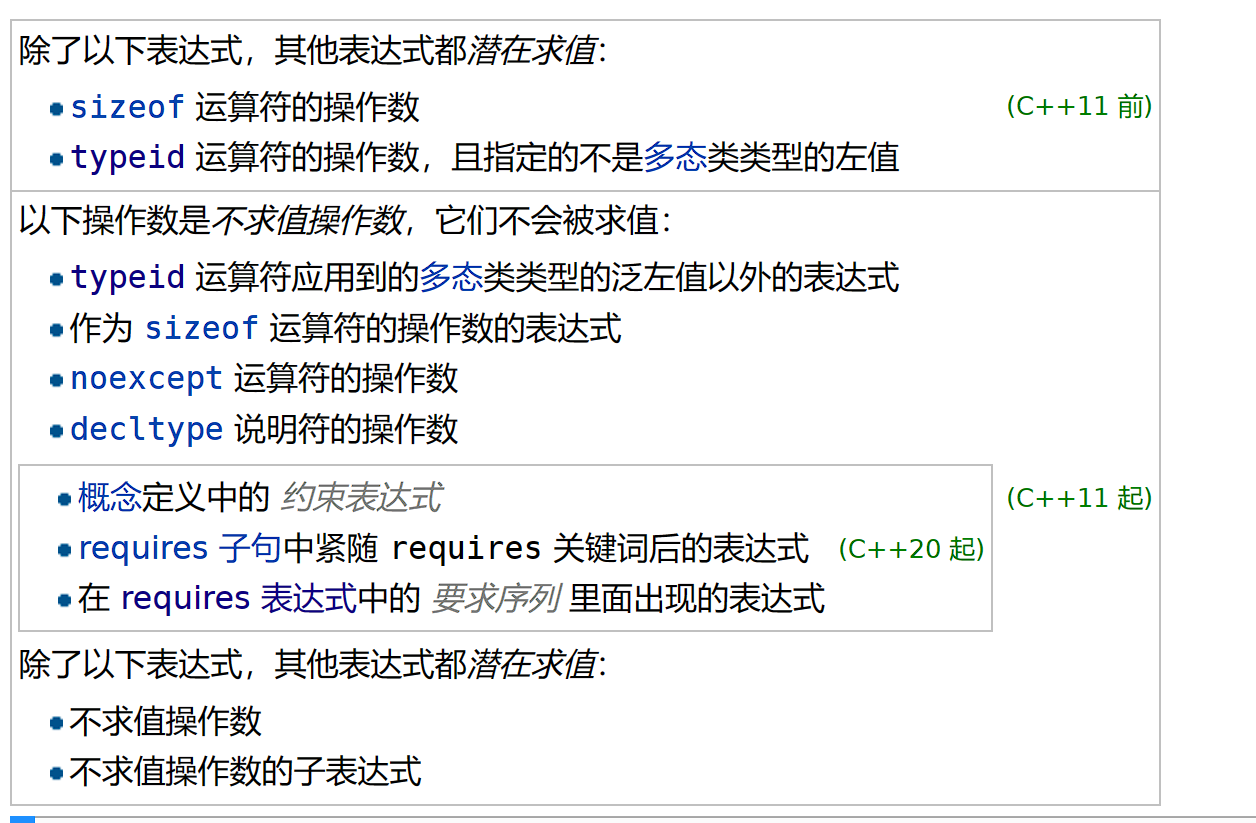 除了以下表达式，其他表达式都潜在求值：
sizeof 运算符的操作数
(C++11 前)
typeid 运算符的操作数，且指定的不是多态类类型的左值
以下操作数是不求值操作数，它们不会被求值：
typeid 运算符应用到的多态类类型的泛左值以外的表达式
作为 sizeof 运算符的操作数的表达式
noexcept 运算符的操作数
decltype 说明符的操作数
概念定义中的 约束表达式
(C++11 起)
requires 子句中紧随 requires 关键词后的表达式
(C++20 起)
在 requires 表达式中的 要求序列 里面出现的表达式
除了以下表达式，其他表达式都潜在求值：
不求值操作数
不求值操作数的子表达式